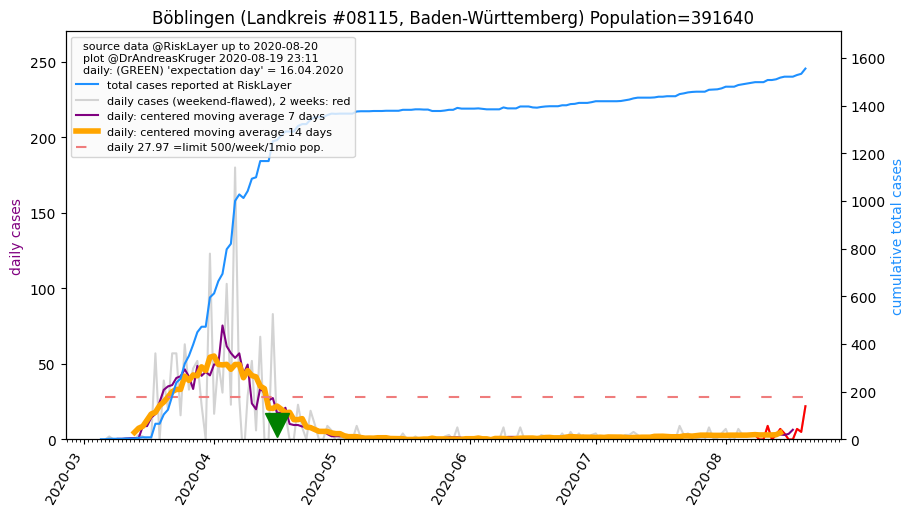 Böblingen (Landkreis #08115, Baden-Württemberg) Population=391640
source data @RiskLayer up to 2020-08-20
plot @DrAndreasKruger 2020-08-19 23:11
daily: (GREEN) 'expectation day' = 16.04.2020
total cases reported at RiskLayer
daily cases (weekend-flawed), 2 weeks: red
daily: centered moving average 7 days
daily: centered moving average 14 days
daily 27.97 =limit 500/week/1mio pop.
daily cases
250
200
150
100
50
0
cumulative total cases
1600
1400
1200
1000
800
600
400
200
0
2020-03
2020-04
2020-05
2020-06
2020-07
2020-08